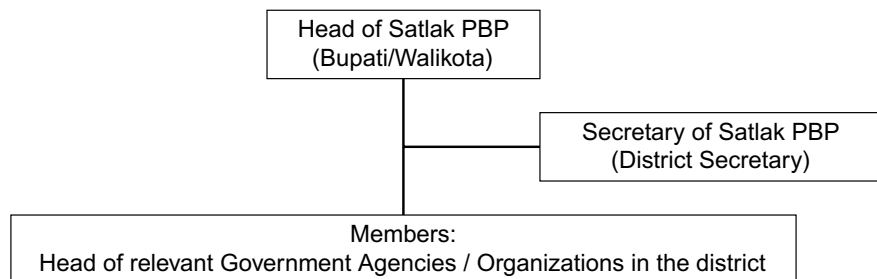 Head of Satlak PBP
(Bupati/Walikota)
Secretary of Satlak PBP
(District Secretary)
Members:
Head of relevant Government Agencies / Organizations in the district